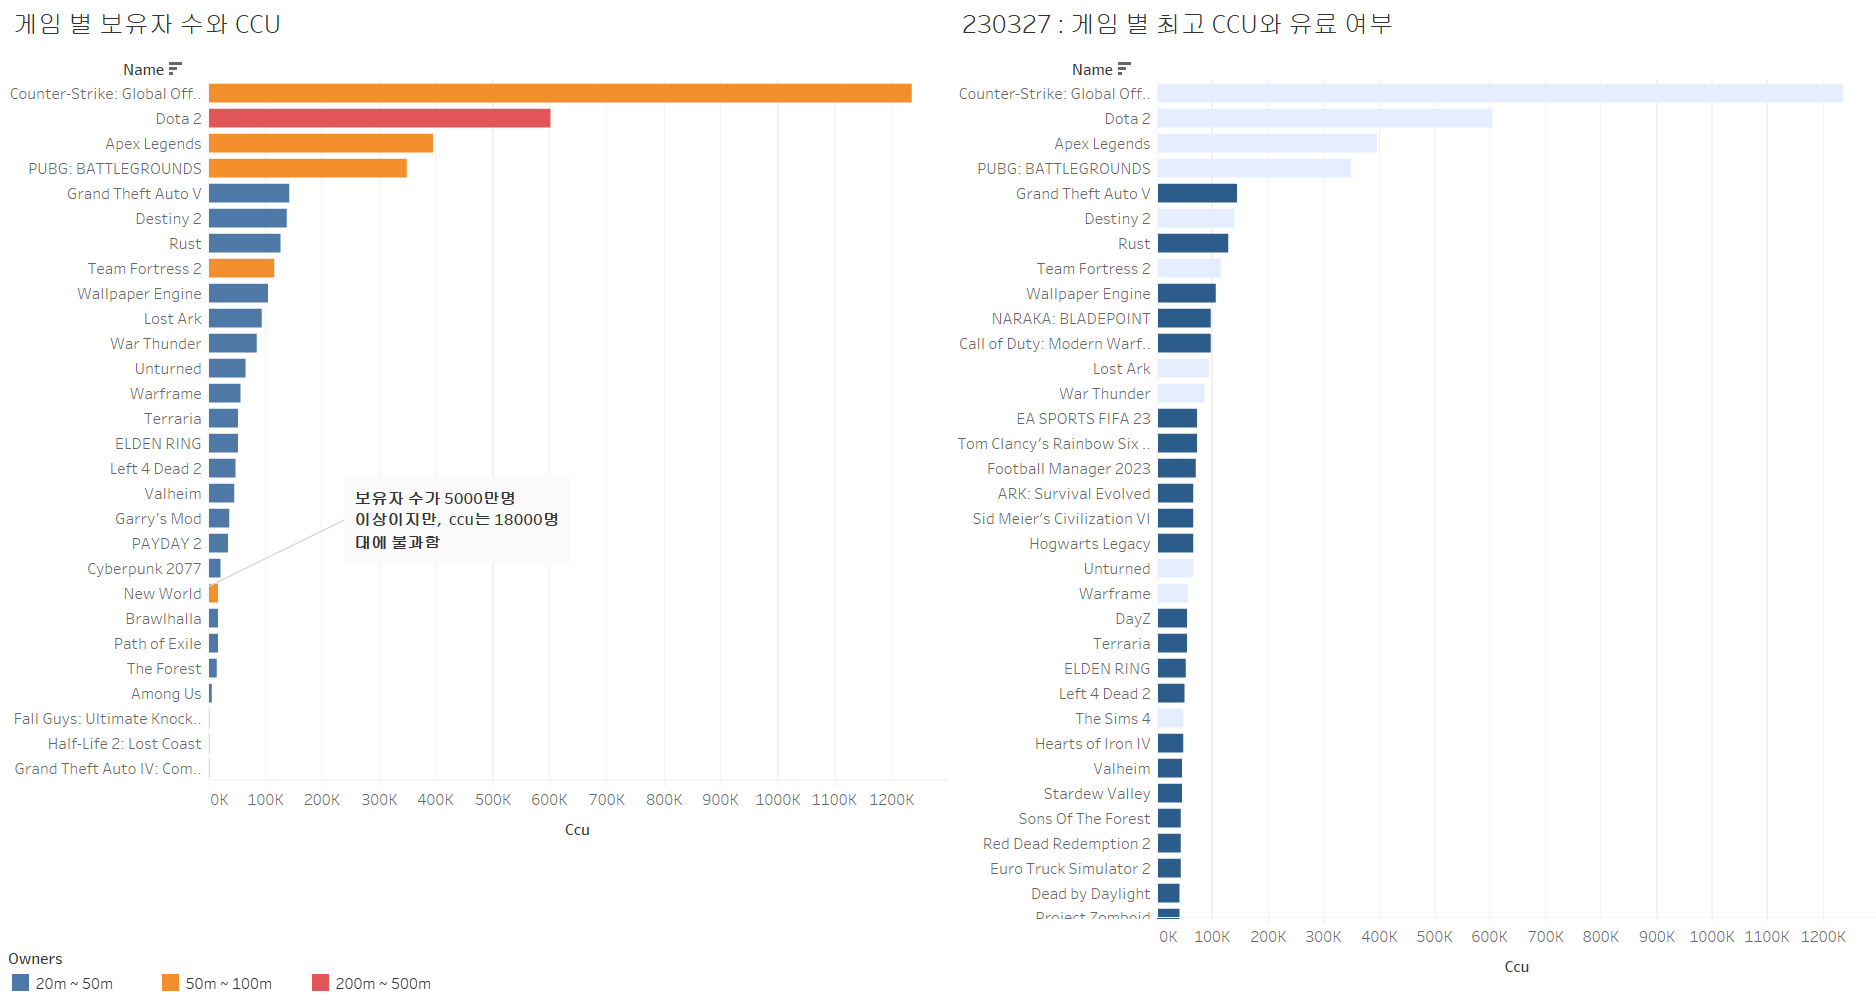 게임 별 보유자 수와 CCU
Name
Counter-Strike: Global Off..
Dota 2
Apex Legends
PUBG: BATTLEGROUNDS
Grand Theft Auto V
Destiny 2
Rust
Team Fortress 2
Wallpaper Engine
Lost Ark
War Thunder
Unturned
Warframe
Terraria
ELDEN RING
Left 4 Dead 2
Valheim
Garry's Mod
PAYDAY 2
Cyberpunk 2077
New World
Brawlhalla
Path of Exile
The Forest
Among Us
Fall Guys: Ultimate Knock..
Half-Life 2: Lost Coast
Grand Theft Auto IV: Com..
보유자 수가 5000만명
이상이지만, ccu는 18000명
대에 불과함
0K 100K 200K 300K 400K 500K 600K 700K 800K 900K 1000K 1100K 1200K
Ccu
Owners
20m ~ 50m 50m ~ 100m 200m ~ 500m
230327 : 게임 별 최고 CCU와 유료 여부
Name
Counter-Strike: Global Off..
Dota 2
Apex Legends
PUBG: BATTLEGROUNDS
Grand Theft Auto V
Destiny 2
Rust
Team Fortress 2
Wallpaper Engine
NARAKA: BLADEPOINT
Call of Duty: Modern Warf..
Lost Ark
War Thunder
EA SPORTS FIFA 23
Tom Clancy's Rainbow Six ..
Football Manager 2023
ARK: Survival Evolved
Sid Meier's Civilization VI
Hogwarts Legacy
Unturned
Warframe
DayZ
Terraria
ELDEN RING
Left 4 Dead 2
The Sims 4
Hearts of Iron IV
Valheim
Stardew Valley
Sons Of The Forest
Red Dead Redemption 2
Euro Truck Simulator 2
Dead by Daylight
Project Zomboid
0K 100K 200K 300K 400K 500K 600K 700K 800K 900K 1000K 1100K 1200K
Ccu